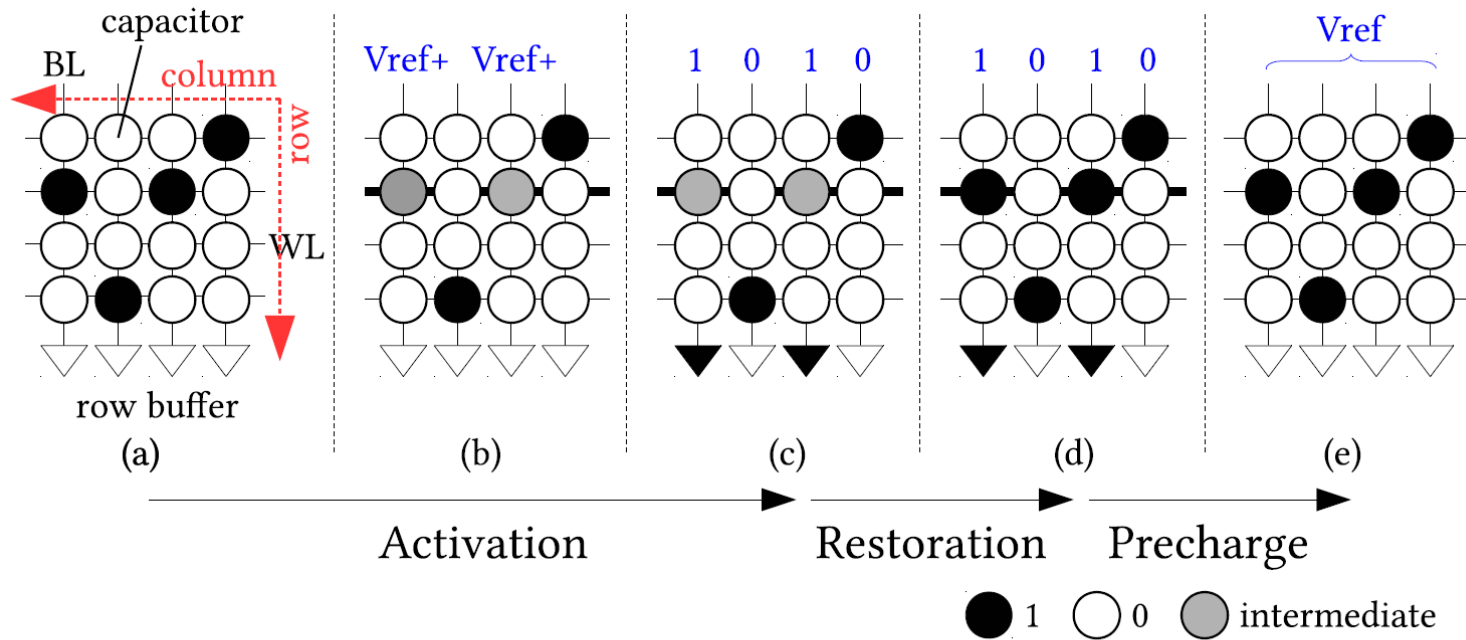 capacitor
BL
column
row
WL
row buffer
(a)
Vref+ Vref+
(b)
1 0 1 0
(c)
1 0 1 0
(d)
Vref
(e)
Activation
Restoration
Precharge
1
0
intermediate